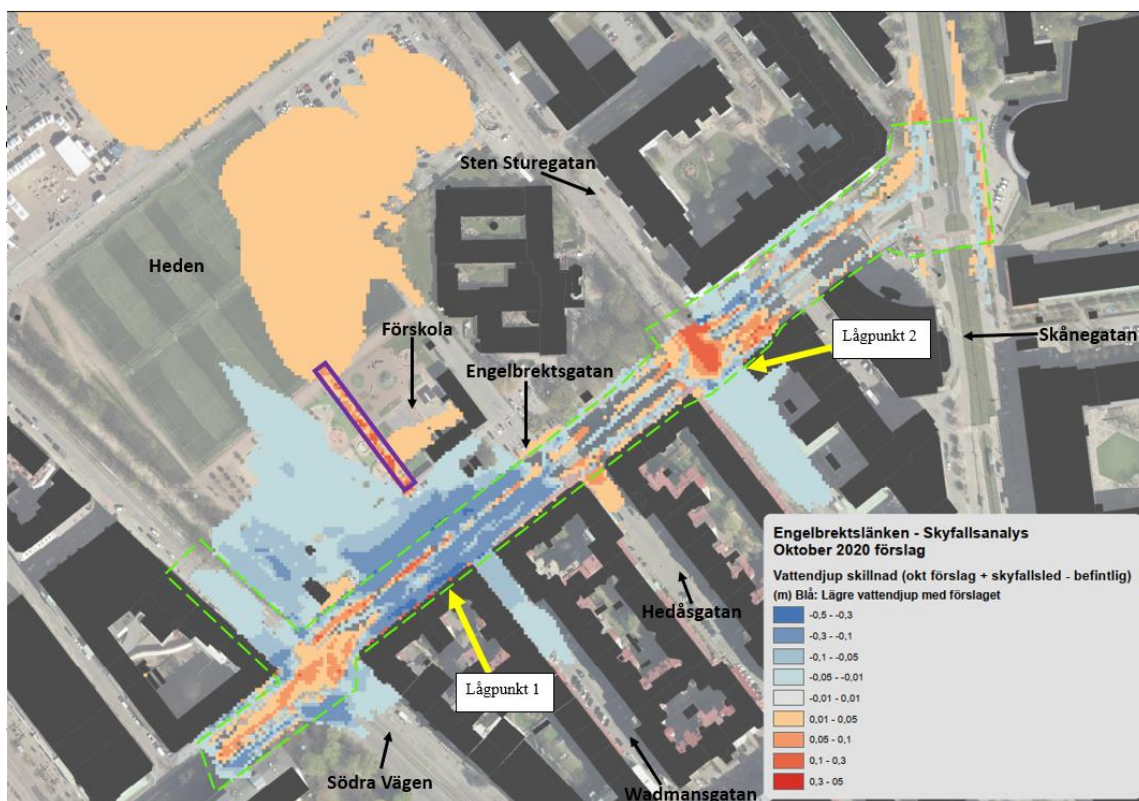 Sten Sturegatan
Heden
Förskola
Lågpunkt 2
Skånegatan
Engelbrektsgatan
Hedåsgatan
Lågpunkt 1
Södra Vägen
Wadmansgatan
Engelbrektslänken - Skyfallsanalys
Oktober 2020 förslag
Vattendjup skillnad (okt förslag + skyfallsled - befintlig)
(m) Blå: Lägre vattendjup med förslaget
-0,5 - -0,3
-0,3 - -0,1
-0,1 - -0,05
-0,05 - -0,01
-0,01 - 0,01
0,01 - 0,05
0,05 - 0,1
0,1 - 0,3
0,3 - 05